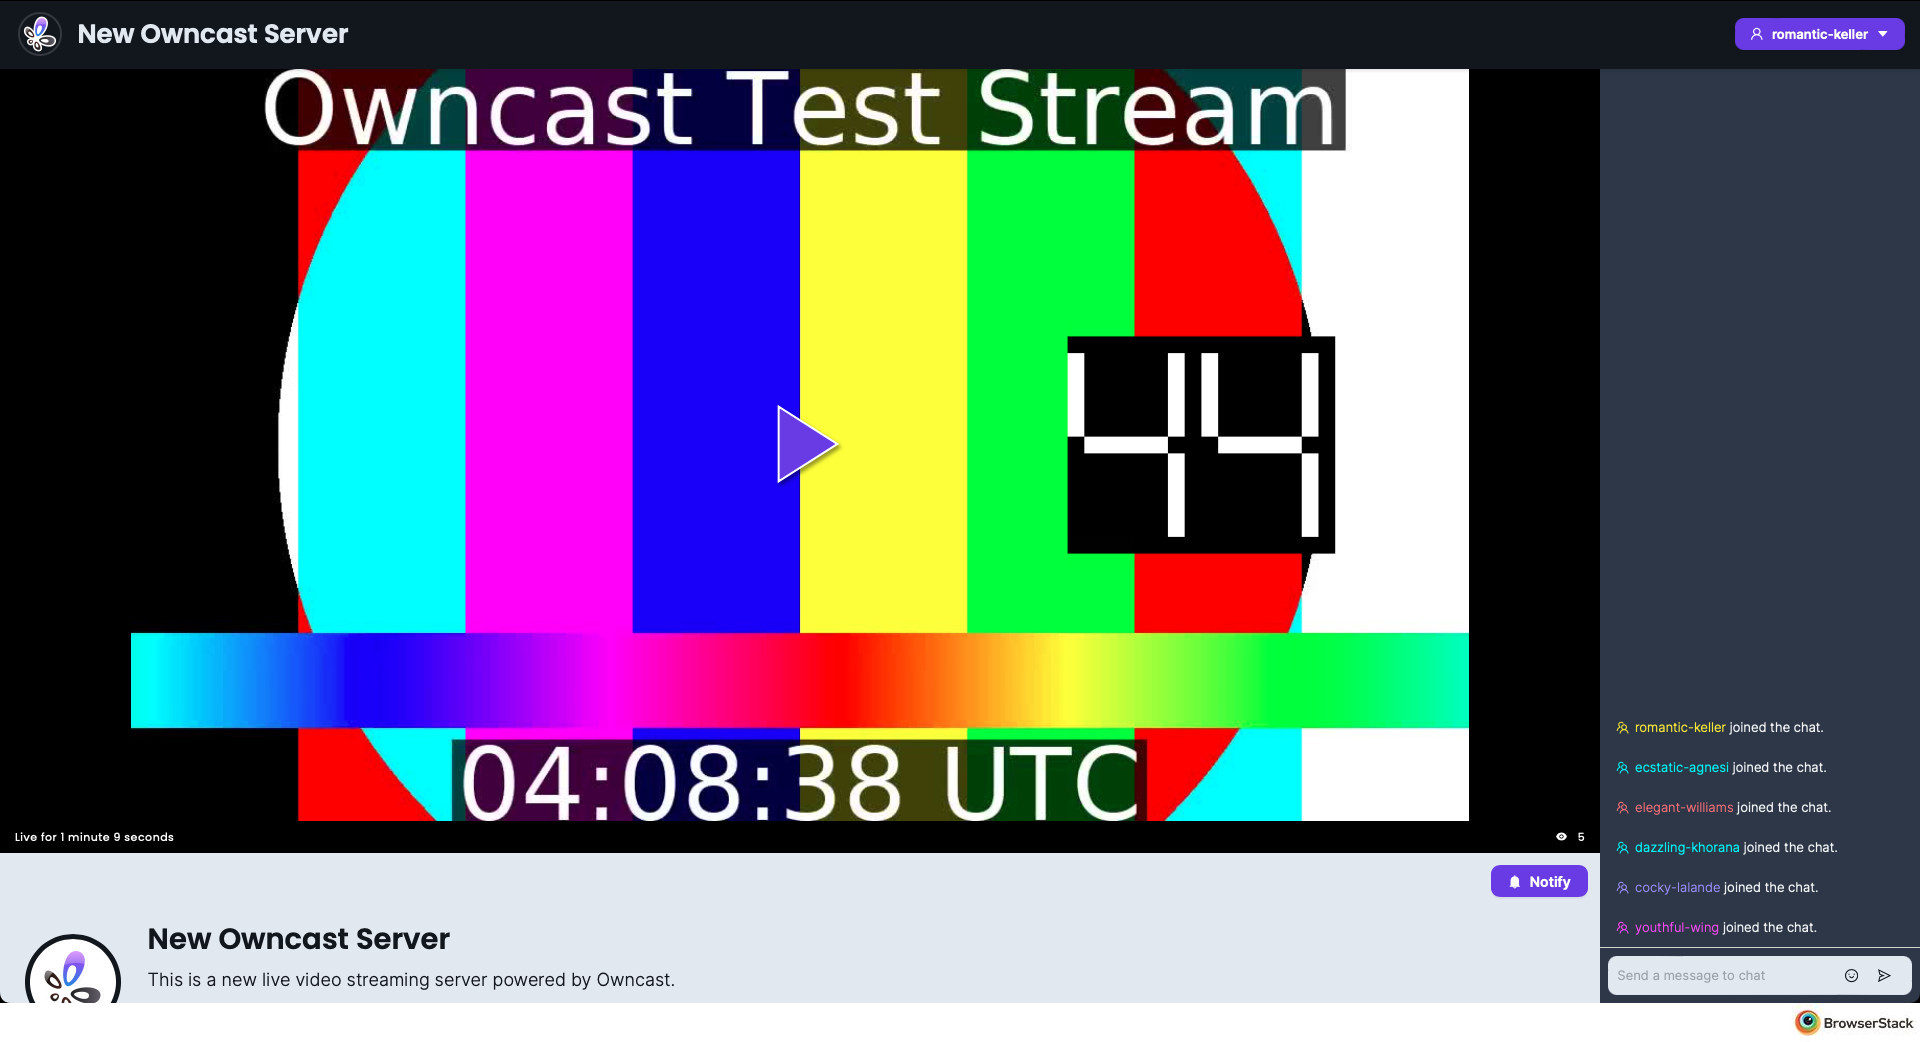 New Owncast Server
romantic-keller
Owncast Test Stream
44
04:08:38 UTC
Live for 1 minute 9 seconds
5
Notify
New Owncast Server
This is a new live video streaming server powered by Owncast.
romantic-keller joined the chat.
ecstatic-agnesi joined the chat.
elegant-williams joined the chat.
dazzling-khorana joined the chat.
cocky-lalande joined the chat.
youthful-wing joined the chat.
Send a message to chat
BrowserStack